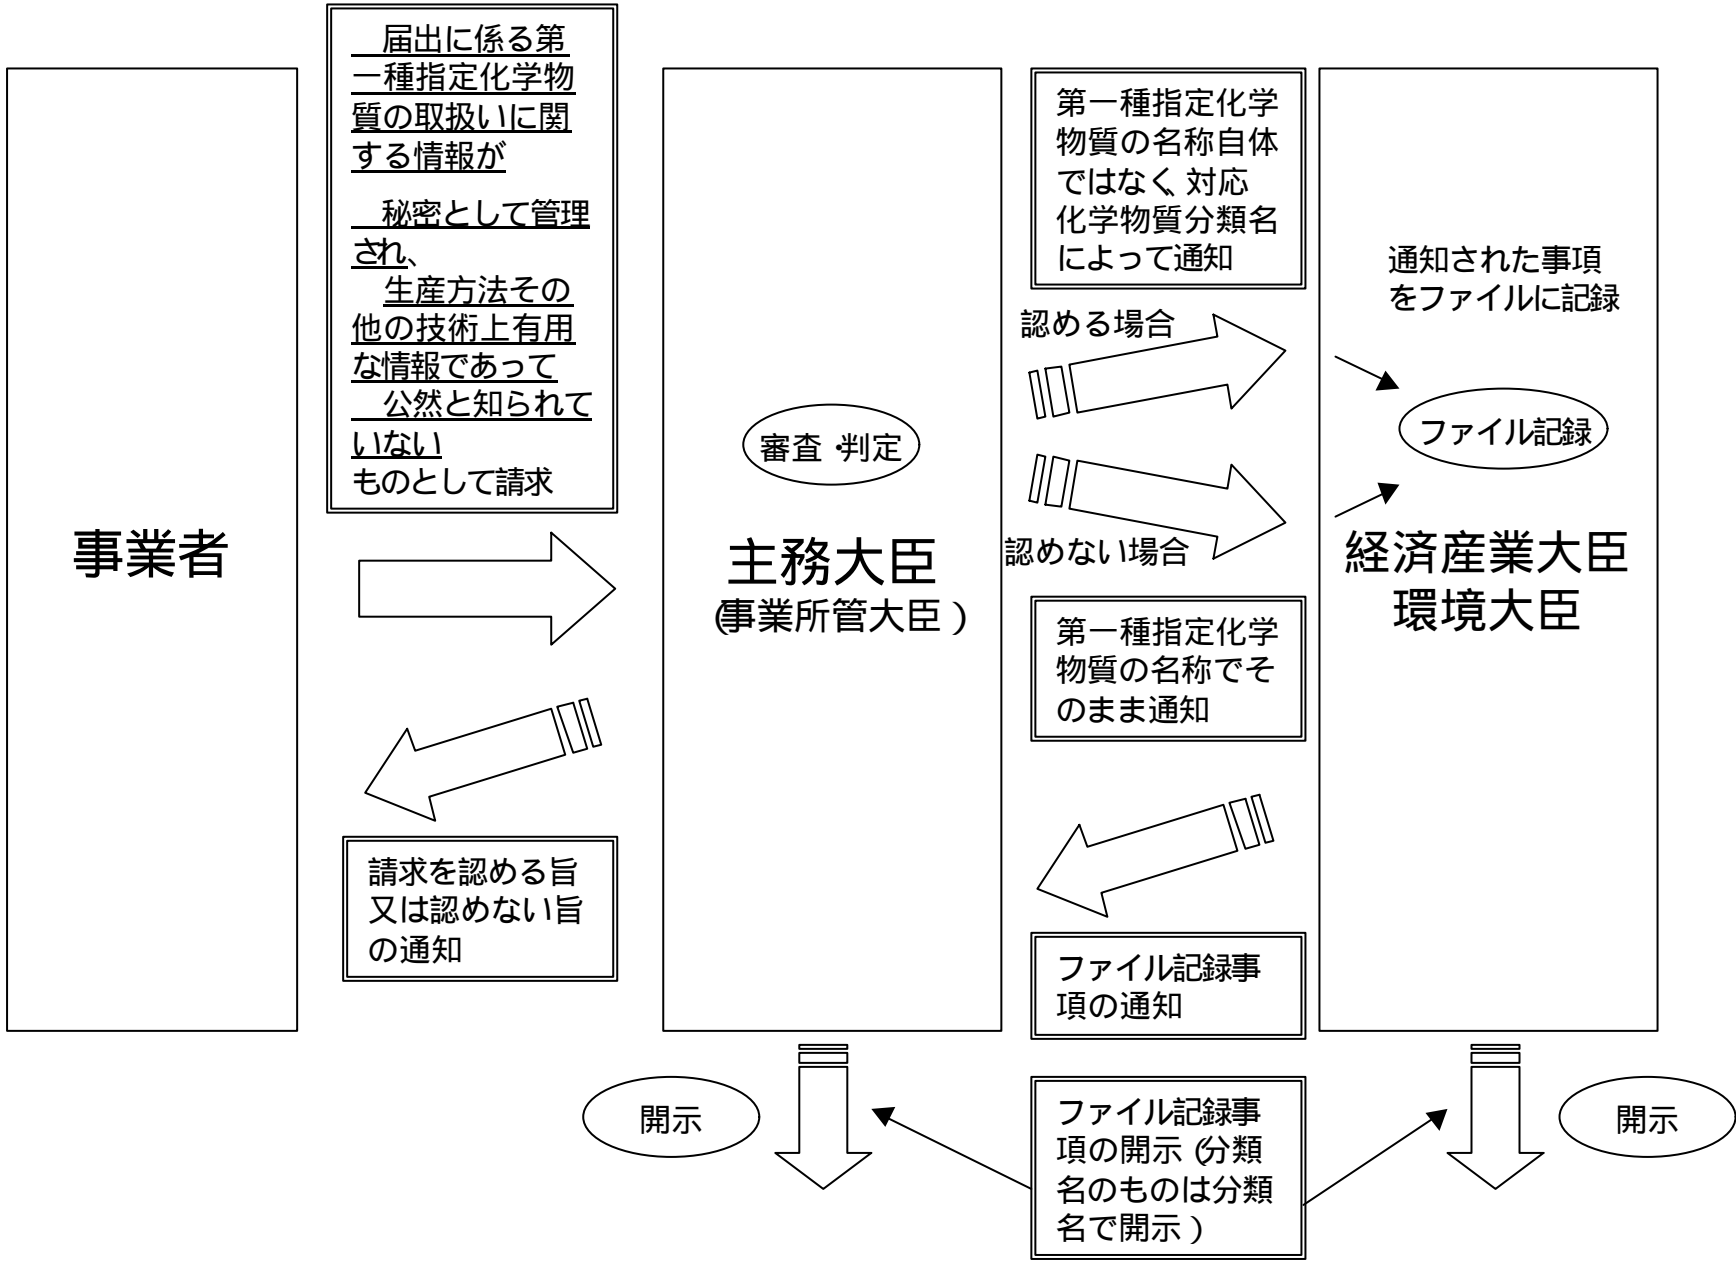 事業者
届出に係る第
一種指定化学物
質の取扱いに関
する情報が
秘密として管理
され、
生産方法その
他の技術上有用
な情報であって
公然と知られて
いない
ものとして請求
請求を認める旨
又は認めない旨
の通知
審査・判定
主務大臣
(事業所管大臣)
第一種指定化学
物質の名称自体
ではなく、対応
化学物質分類名
によって通知
認める場合
認めない場合
第一種指定化学
物質の名称でそ
のまま通知
ファイル記録事
項の通知
通知された事項
をファイルに記録
ファイル記録
経済産業大臣
環境大臣
開示
ファイル記録事
項の開示(分類
名のものは分類
名で開示)
開示